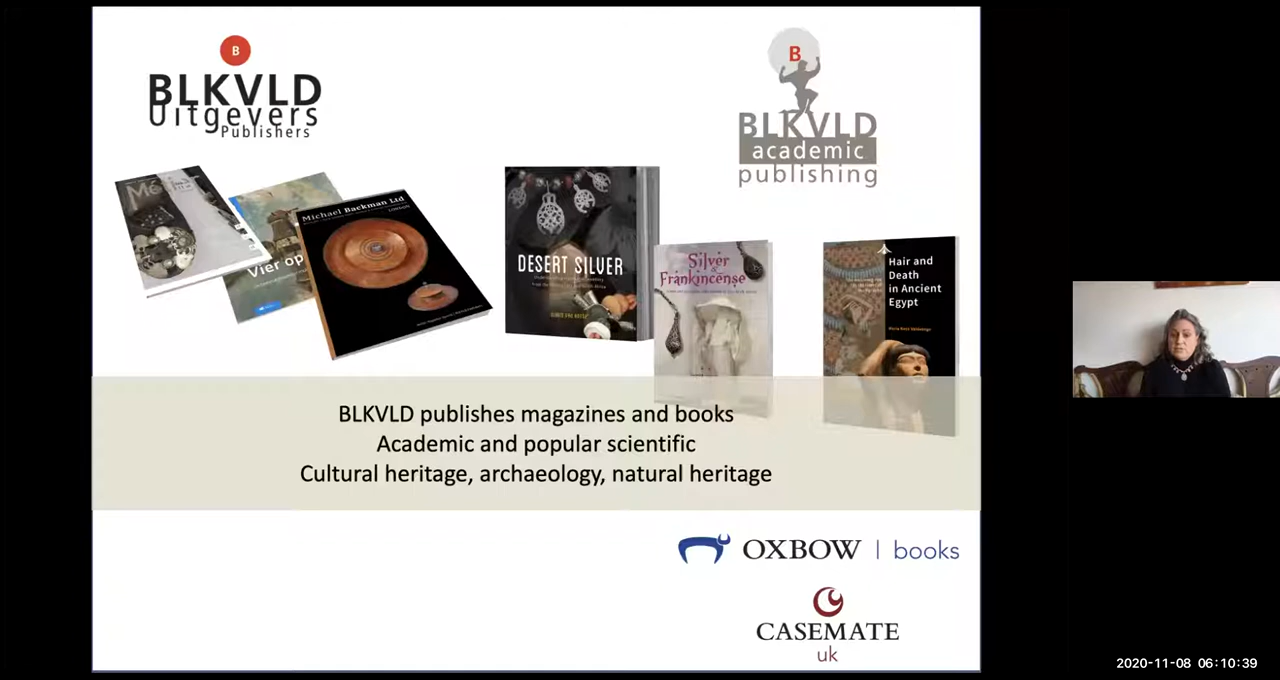 B
BLKVLD
Uitgevers
Publishers
B
BLKVLD
academic
publishing
Vier op
Michael Backman Ltd
LONDON
DESERT SILVER
Silver
&
Frankincense
Hair and
Death
in Ancient
Egypt
BLKVLD publishes magazines and books
Academic and popular scientific
Cultural heritage, archaeology, natural heritage
OXBOW | books
CASEMATE
uk
2020-11-08 06:10:39